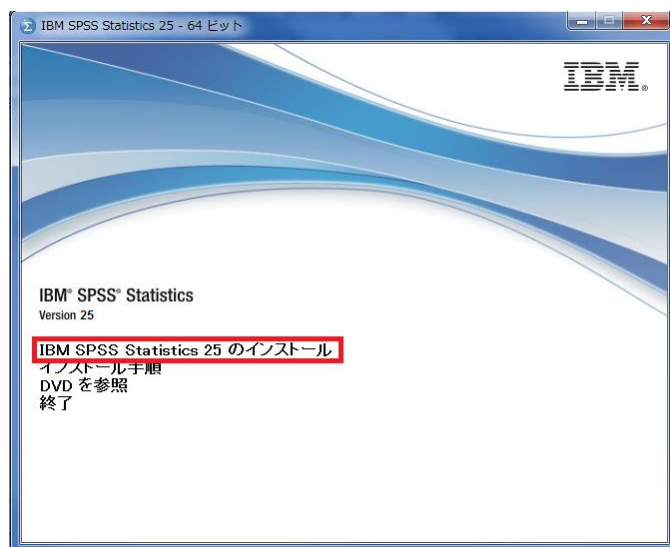 IBM SPSS Statistics 25 - 64 ビット
IBM®
IBM® SPSS® Statistics
Version 25
IBM SPSS Statistics 25 のインストール
インストール手順
DVD を参照
終了